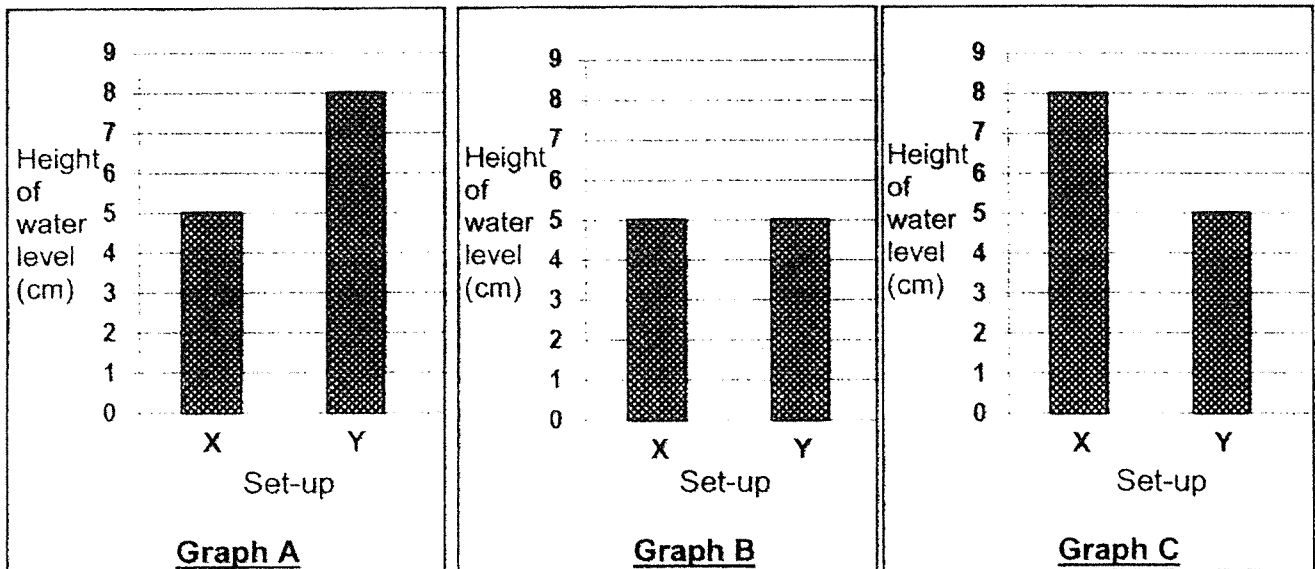 9
8
7
6
5
4
3
2
1
0
Height
of
water
level
(cm)
X Y
Set-up
Graph A
9
8
7
6
5
4
3
2
1
0
Height
of
water
level
(cm)
X Y
Set-up
Graph B
9
8
7
6
5
4
3
2
1
0
Height
of
water
level
(cm)
X Y
Set-up
Graph C